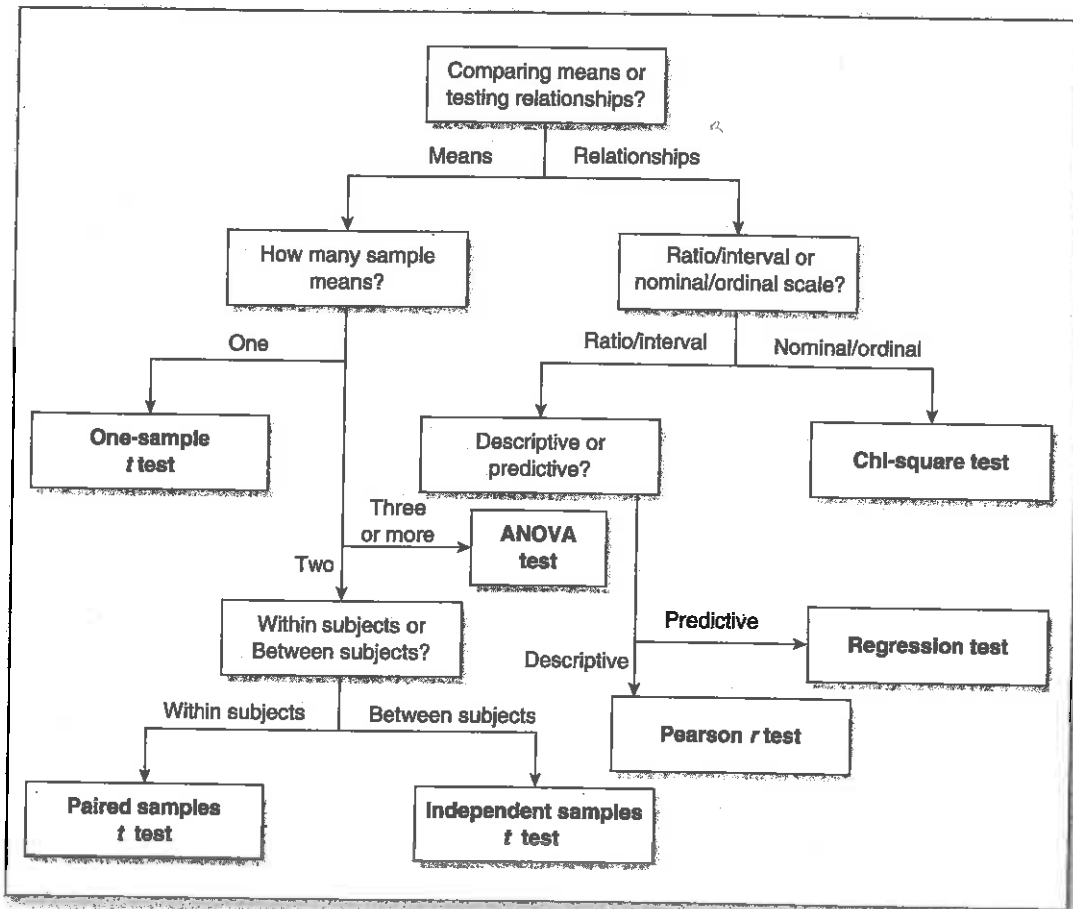 Comparing means or
testing relationships?
Means
Relationships
How many sample
means?
Ratio/interval or
nominal/ordinal scale?
One
Ratio/interval
Nominal/ordinal
One-sample
t test
Descriptive or
predictive?
Chi-square test
Three
or more
ANOVA
test
Two
Within subjects or
Between subjects?
Predictive
Regression test
Descriptive
Within subjects
Between subjects
Pearson r test
Paired samples
t test
Independent samples
t test